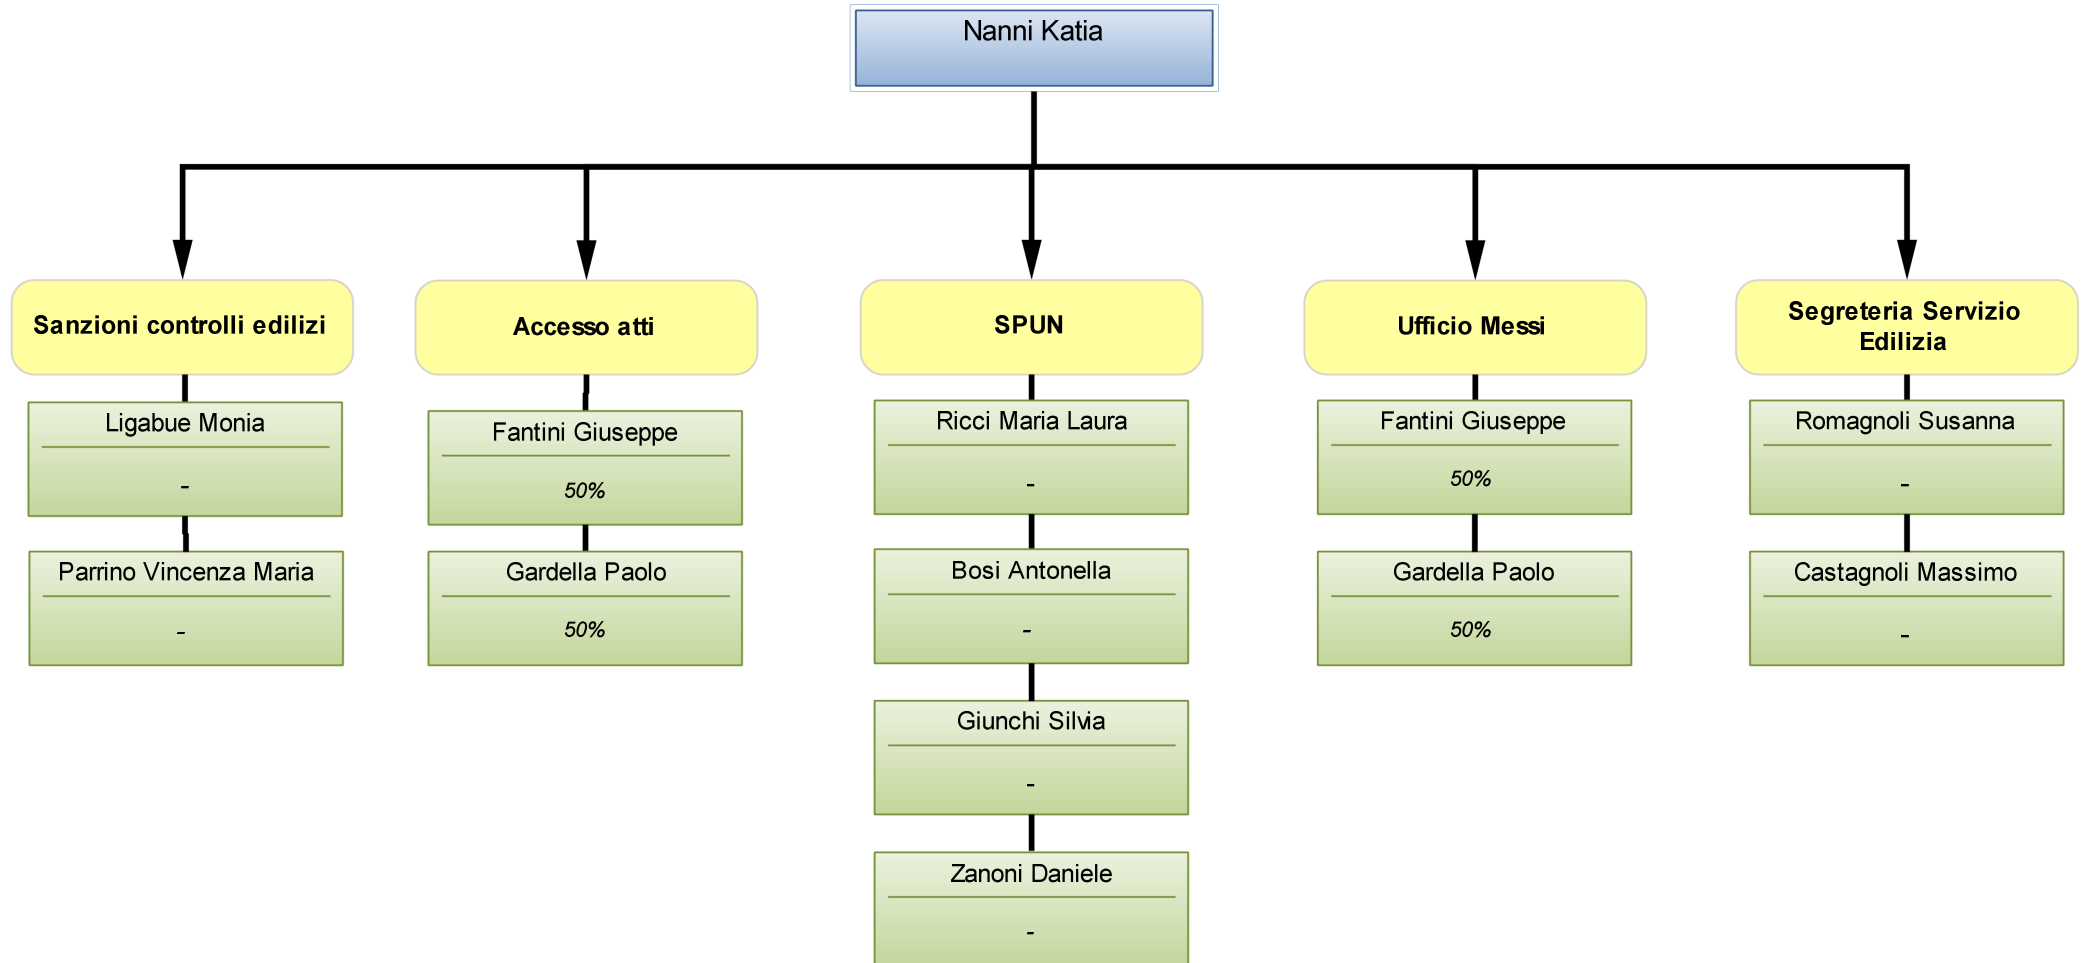 Nanni Katia
Sanzioni controlli edilizi
Ligabue Monia
-
Parrino Vincenza Maria
-
Accesso atti
Fantini Giuseppe
50%
Gardella Paolo
50%
SPUN
Ricci Maria Laura
-
Bosi Antonella
-
Giunchi Silvia
-
Zanoni Daniele
-
Ufficio Messi
Fantini Giuseppe
50%
Gardella Paolo
50%
Segreteria Servizio
Edilizia
Romagnoli Susanna
-
Castagnoli Massimo
-